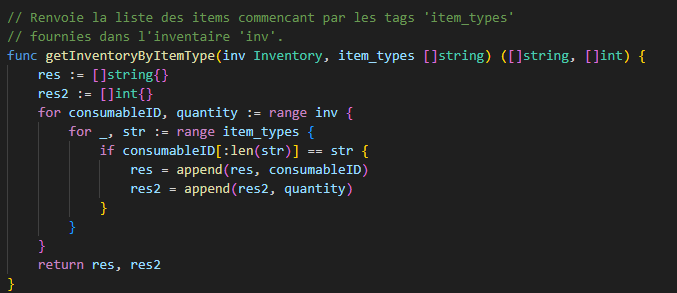 // Renvoie la liste des items commencant par les tags 'item_types'
// fournies dans l'inventaire 'inv'.
func getInventoryByItemType(inv Inventory, item_types []string) ([]string, []int) {
    res := []string{}
    res2 := []int{}
    for consumableID, quantity := range inv {
        for _, str := range item_types {
            if consumableID[:len(str)] == str {
                res = append(res, consumableID)
                res2 = append(res2, quantity)
            }
        }
    }
    return res, res2
}